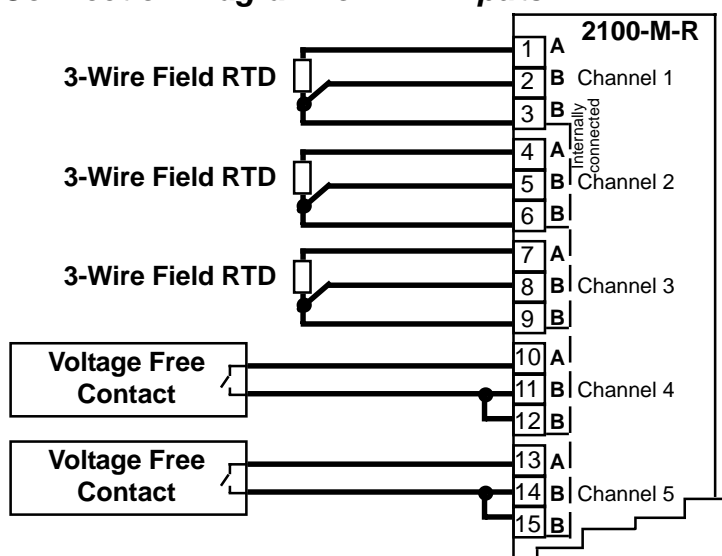 2100-M-R
3-Wire Field RTD
1 A
2 B Channel 1
3 B
Internally
connected
3-Wire Field RTD
4 A
5 B Channel 2
6 B
3-Wire Field RTD
7 A
8 B Channel 3
9 B
Voltage Free
Contact
10 A
11 B Channel 4
12 B
Voltage Free
Contact
13 A
14 B Channel 5
15 B